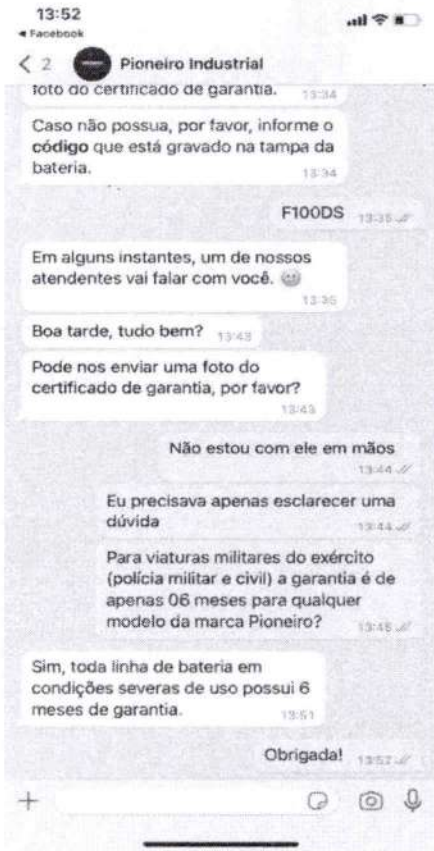 13:52
Facebook
2 Pioneiro Industrial
foto do certificado de garantia. 13:34
Caso não possua, por favor, informe o
código que está gravado na tampa da
bateria. 13:34
F100DS 13:35
Em alguns instantes, um de nossos
atendentes vai falar com você.
13:35
Boa tarde, tudo bem? 13:43
Pode nos enviar uma foto do
certificado de garantia, por favor?
13:43
Não estou com ele em mãos
13:44
Eu precisava apenas esclarecer uma
dúvida 13:44
Para viaturas militares do exército
(polícia militar e civil) a garantia é de
apenas 06 meses para qualquer
modelo da marca Pioneiro? 13:45
Sim, toda linha de bateria em
condições severas de uso possui 6
meses de garantia. 13:51
Obrigada! 13:52